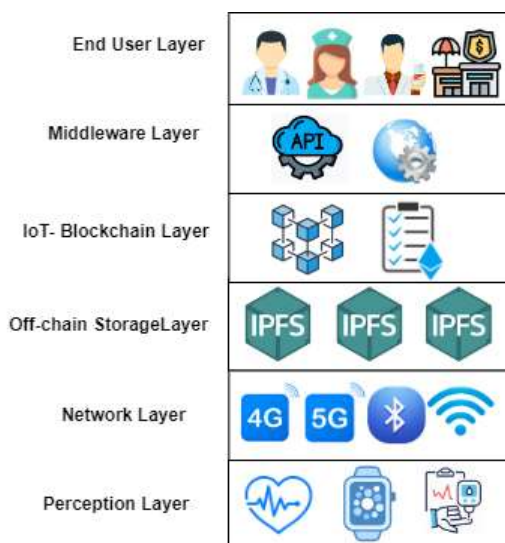 End User Layer
Middleware Layer
API
IoT- Blockchain Layer
Off-chain StorageLayer
IPFS IPFS IPFS
Network Layer
4G 5G
Perception Layer